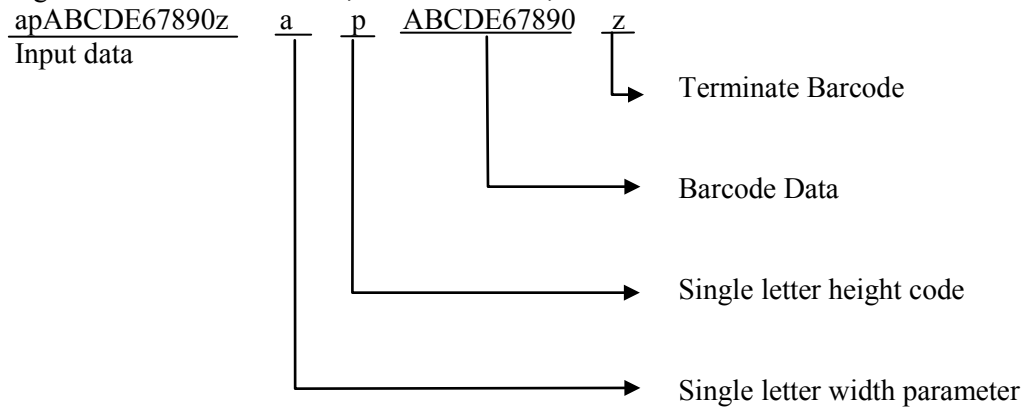 apABCDE67890z a p ABCDE67890 z
Input data
Terminate Barcode
Barcode Data
Single letter height code
Single letter width parameter